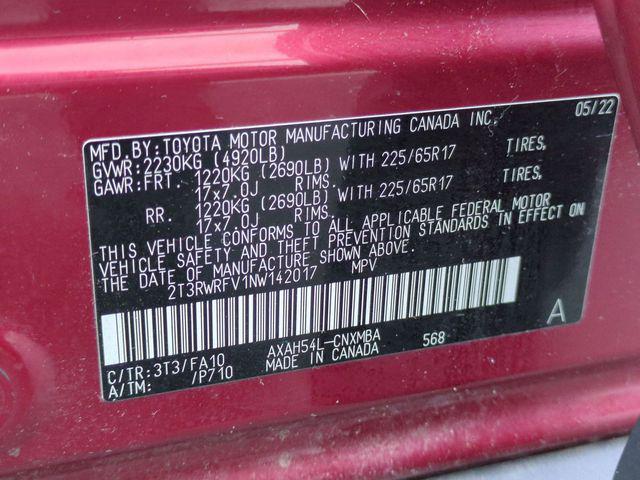 05/22
MFD. BY: TOYOTA MOTOR MANUFACTURING CANADA INC.
GVWR: 2230KG (4920LB)
GAWR: FRT. 1220KG (2690LB) WITH 225/65R17 TIRES,
17x7.0J RIMS.
RR. 1220KG (2690LB) WITH 225/65R17 TIRES,
17x7.0J RIMS.
THIS VEHICLE CONFORMS TO ALL APPLICABLE FEDERAL MOTOR
VEHICLE SAFETY AND THEFT PREVENTION STANDARDS IN EFFECT ON
THE DATE OF MANUFACTURE SHOWN ABOVE.
2T3RWRFV1NW142017 MPV
A
C/TR: 3T3/FA10 AXAH54L-CNXMBA 568
A/TM: /P710 MADE IN CANADA